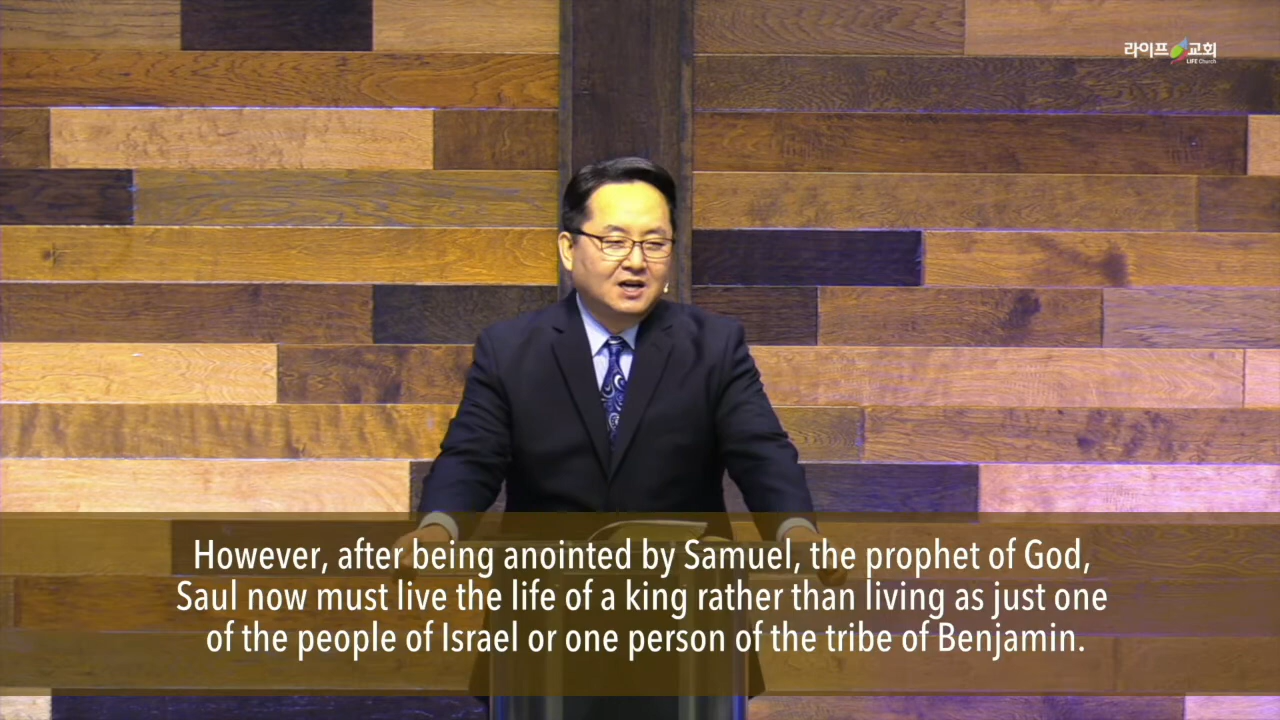 라이프 교회
LIFE Church
However, after being anointed by Samuel, the prophet of God,
Saul now must live the life of a king rather than living as just one
of the people of Israel or one person of the tribe of Benjamin.